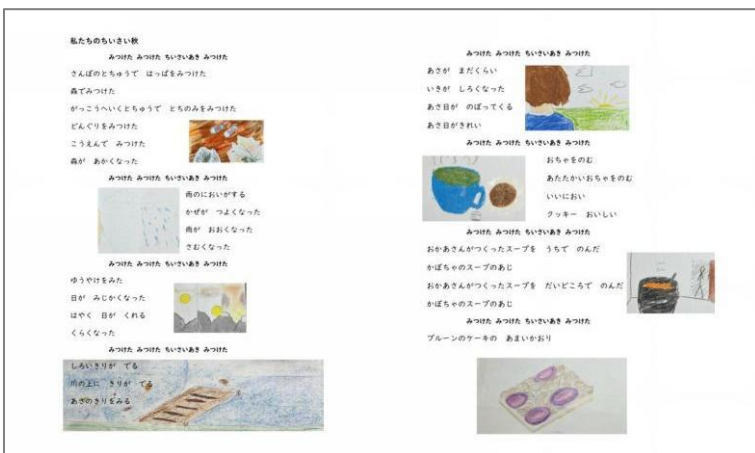 私たちのちいさい秋
みつけた みつけた ちいさいあき みつけた
さんぽのとちゅうで はっぱをみつけた
森でみつけた
がっこうへいくとちゅうで とちのみをみつけた
どんぐりをみつけた
こうえんで みつけた
森が あかくなった
みつけた みつけた ちいさいあき みつけた
雨のにおいがする
かぜが つよくなった
雨が おおくなった
さむくなった
みつけた みつけた ちいさいあき みつけた
ゆうやけをみた
日が みじかくなった
はやく 日が くれる
くらくなった
みつけた みつけた ちいさいあき みつけた
しろいきりが でる
川の上に きりが でる
あさのきりをみる
みつけた みつけた ちいさいあき みつけた
あさが まだくらい
いきが しろくなった
あさ日が のぼってくる
あさ日がきれい
みつけた みつけた ちいさいあき みつけた
おちゃをのむ
あたたかいおちゃをのむ
いいにおい
クッキー おいしい
みつけた みつけた ちいさいあき みつけた
おかあさんがつくったスープを うちで のんだ
かぼちゃのスープのあじ
おかあさんがつくったスープを だいどころで のんだ
かぼちゃのスープのあじ
みつけた みつけた ちいさいあき みつけた
プルーンのケーキの あまいかおり